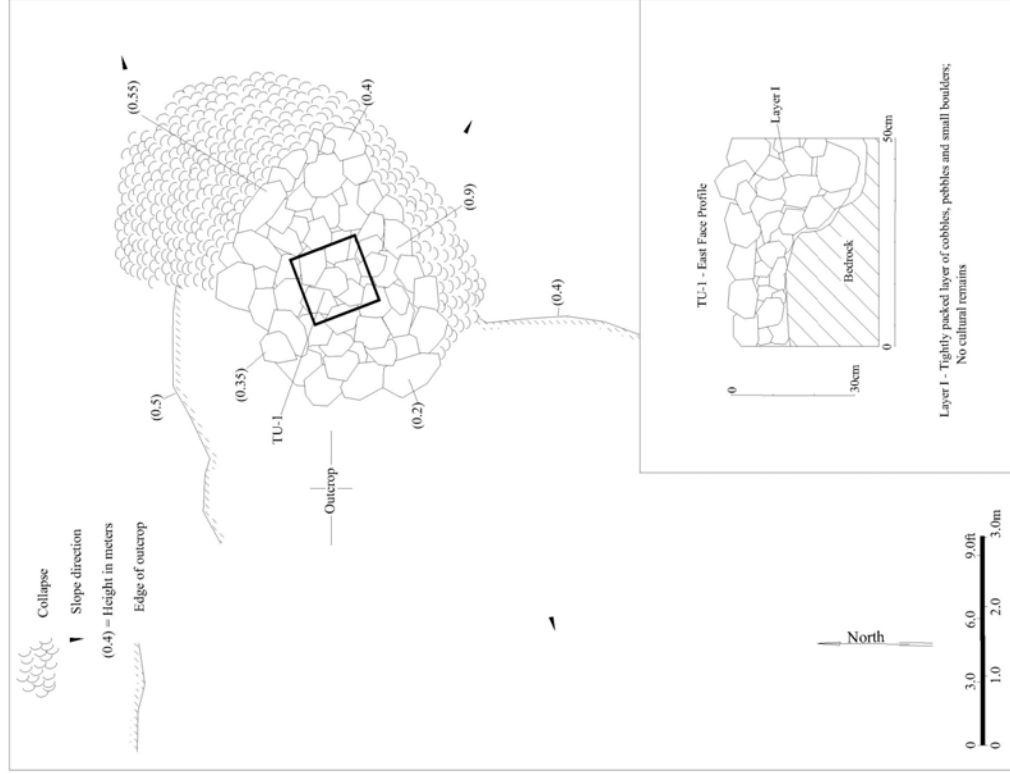 Collapse
Slope direction
(0.4) = Height in meters
Edge of outcrop
(0.55)
(0.4)
(0.9)
(0.5)
(0.35)
TU-1
(0.2)
(0.4)
Outcrop
North
0 3.0 6.0 9.0ft
0 1.0 2.0 3.0m
TU-1 - East Face Profile
0
30cm
Layer I
Bedrock
0 50cm
Layer I - Tightly packed layer of cobbles, pebbles and small boulders;
No cultural remains